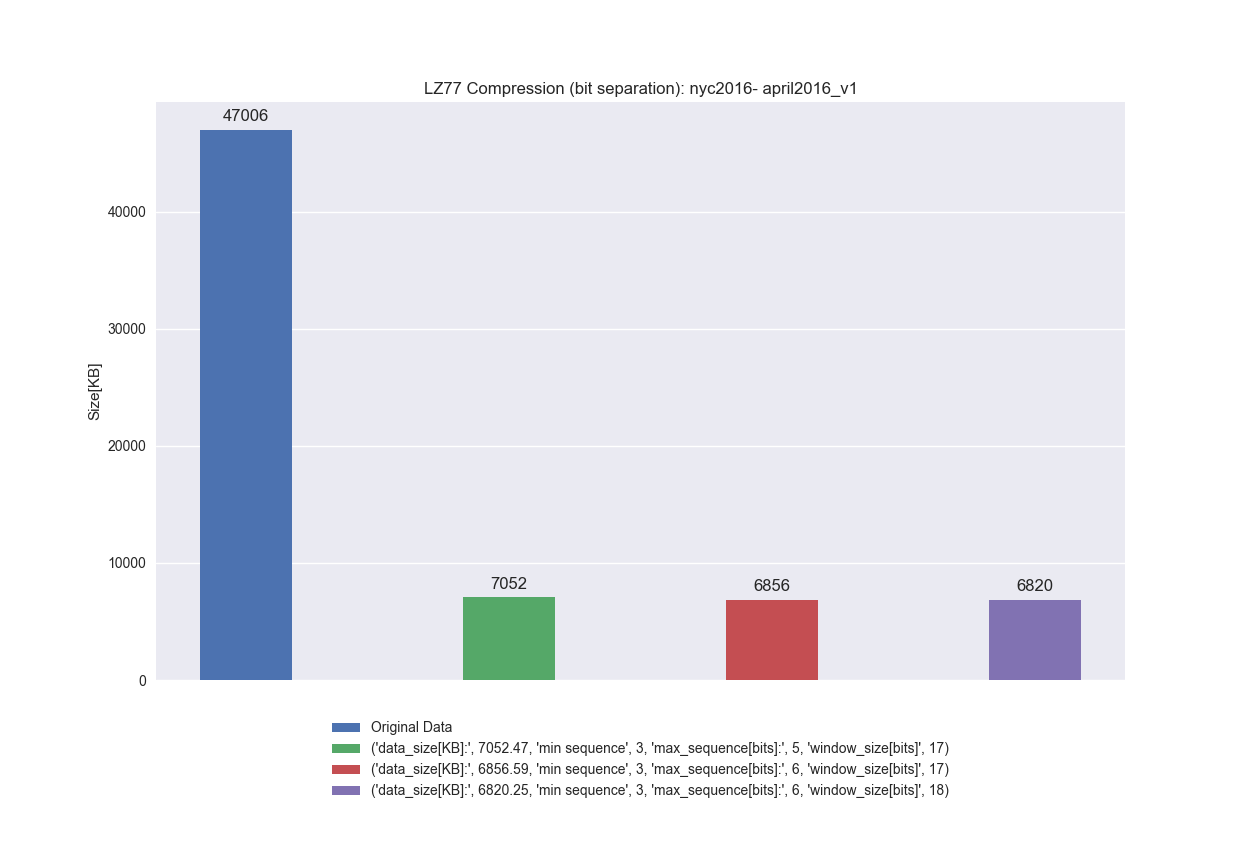 LZ77 Compression (bit separation): nyc2016- april2016_v1
47006
40000
30000
Size[KB]
20000
10000
7052
6856
6820
0
Original Data
('data_size[KB]:', 7052.47, 'min sequence', 3, 'max_sequence[bits]:', 5, 'window_size[bits]', 17)
('data_size[KB]:', 6856.59, 'min sequence', 3, 'max_sequence[bits]:', 6, 'window_size[bits]', 17)
('data_size[KB]:', 6820.25, 'min sequence', 3, 'max_sequence[bits]:', 6, 'window_size[bits]', 18)